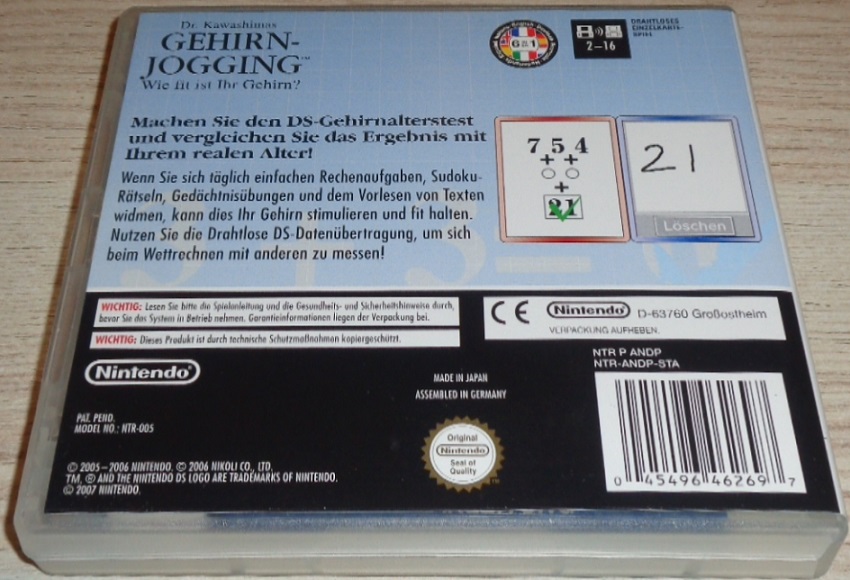 Dr. Kawashimas
GEHIRN-
JOGGING™
Wie fit ist Ihr Gehirn?
2–16
DRAHTLOSES
EINZELKARTE-
SPIEL
Machen Sie den DS-Gehirnalterstest
und vergleichen Sie das Ergebnis mit
Ihrem realen Alter!
Wenn Sie sich täglich einfachen Rechenaufgaben, Sudoku-
Rätseln, Gedächtnisübungen und dem Vorlesen von Texten
widmen, kann dies Ihr Gehirn stimulieren und fit halten.
Nutzen Sie die Drahtlose DS-Datenübertragung, um sich
beim Wettrechnen mit anderen zu messen!
7 5 4
+ +
+
21
21
Löschen
WICHTIG: Lesen Sie bitte die Spielanleitung und die Gesundheits- und Sicherheitshinweise durch,
bevor Sie das System in Betrieb nehmen. Garantieinformationen liegen der Verpackung bei.
WICHTIG: Dieses Produkt ist durch technische Schutzmaßnahmen kopiergeschützt.
CE Nintendo D-63760 Großostheim
VERPACKUNG AUFHEBEN.
NTR P ANDP
NTR-ANDP-STA
Nintendo
MADE IN JAPAN
ASSEMBLED IN GERMANY
PAT. PEND.
MODEL NO.: NTR-005
Original
Nintendo
Seal of
Quality
© 2005–2006 NINTENDO. © 2006 NIKOLI CO., LTD.
TM, ® AND THE NINTENDO DS LOGO ARE TRADEMARKS OF NINTENDO.
© 2007 NINTENDO.
0 45496 46269 7